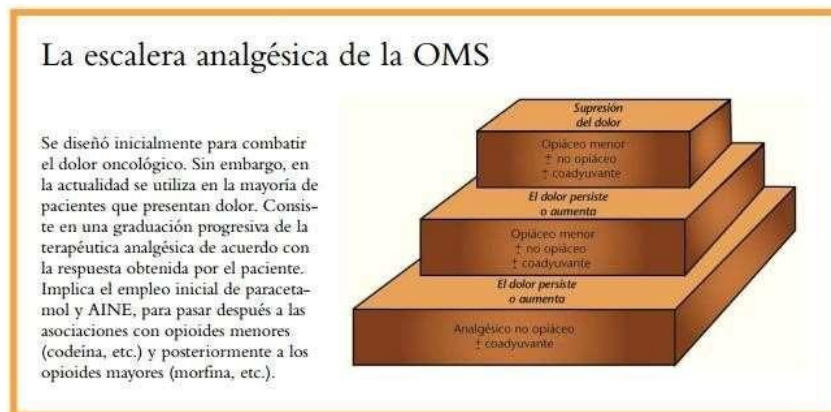 La escalera analgésica de la OMS
Se diseñó inicialmente para combatir
el dolor oncológico. Sin embargo, en
la actualidad se utiliza en la mayoría de
pacientes que presentan dolor. Consis-
te en una graduación progresiva de la
terapéutica analgésica de acuerdo con
la respuesta obtenida por el paciente.
Implica el empleo inicial de paraceta-
mol y AINE, para pasar después a las
asociaciones con opioides menores
(codeína, etc.) y posteriormente a los
opioides mayores (morfina, etc.).
Supresión
del dolor
Opiáceo menor
± no opiáceo
± coadyuvante
El dolor persiste
o aumenta
Opiáceo menor
± no opiáceo
± coadyuvante
El dolor persiste
o aumenta
Analgésico no opiáceo
± coadyuvante